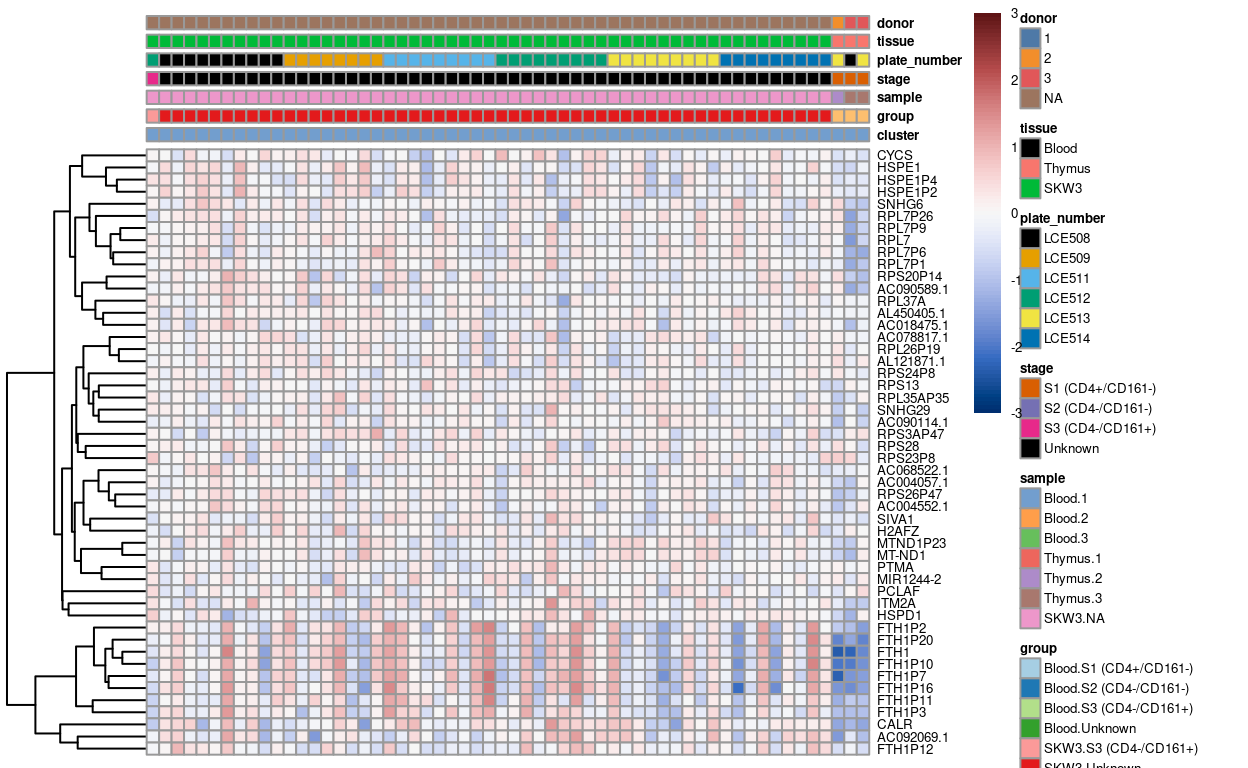 donor
tissue
plate_number
stage
sample
group
cluster
CYCS
HSPE1
HSPE1P4
HSPE1P2
SNHG6
RPL7P26
RPL7P9
RPL7
RPL7P6
RPL7P1
RPS20P14
AC090589.1
RPL37A
AL450405.1
AC018475.1
AC078817.1
RPL26P19
AL121871.1
RPS24P8
RPS13
RPL35AP35
SNHG29
AC090114.1
RPS3AP47
RPS28
RPS23P8
AC068522.1
AC004057.1
RPS26P47
AC004552.1
SIVA1
H2AFZ
MTND1P23
MT-ND1
PTMA
MIR1244-2
PCLAF
ITM2A
HSPD1
FTH1P2
FTH1P20
FTH1
FTH1P10
FTH1P7
FTH1P16
FTH1P11
FTH1P3
CALR
AC092069.1
FTH1P12
3
2
1
0
-1
-2
-3
donor
1
2
3
NA
tissue
Blood
Thymus
SKW3
plate_number
LCE508
LCE509
LCE511
LCE512
LCE513
LCE514
stage
S1 (CD4+/CD161-)
S2 (CD4-/CD161-)
S3 (CD4-/CD161+)
Unknown
sample
Blood.1
Blood.2
Blood.3
Thymus.1
Thymus.2
Thymus.3
SKW3.NA
group
Blood.S1 (CD4+/CD161-)
Blood.S2 (CD4-/CD161-)
Blood.S3 (CD4-/CD161+)
Blood.Unknown
SKW3.S3 (CD4-/CD161+)
SKW3.Unknown